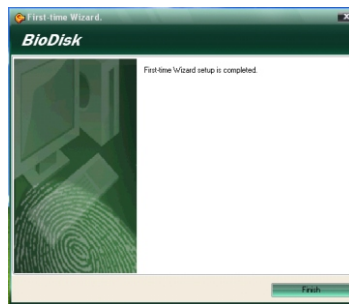 First-time Wizard.
BioDisk
First-time Wizard setup is completed.
Finish